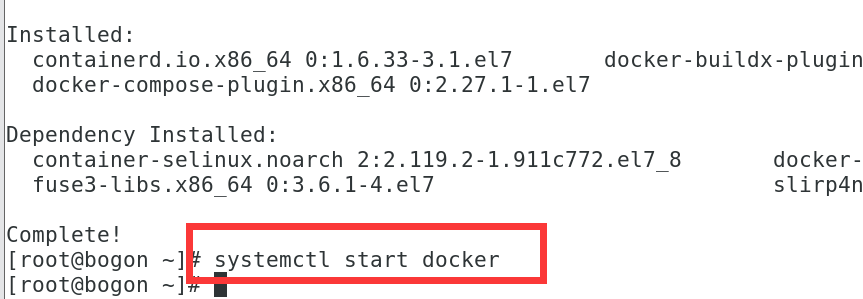 Installed:
containerd.io.x86_64 0:1.6.33-3.1.el7 docker-buildx-plugin
docker-compose-plugin.x86_64 0:2.27.1-1.el7
Dependency Installed:
container-selinux.noarch 2:2.119.2-1.911c772.el7_8 docker-
fuse3-libs.x86_64 0:3.6.1-4.el7 slirp4n
Complete!
[root@bogon ~]# systemctl start docker
[root@bogon ~]#